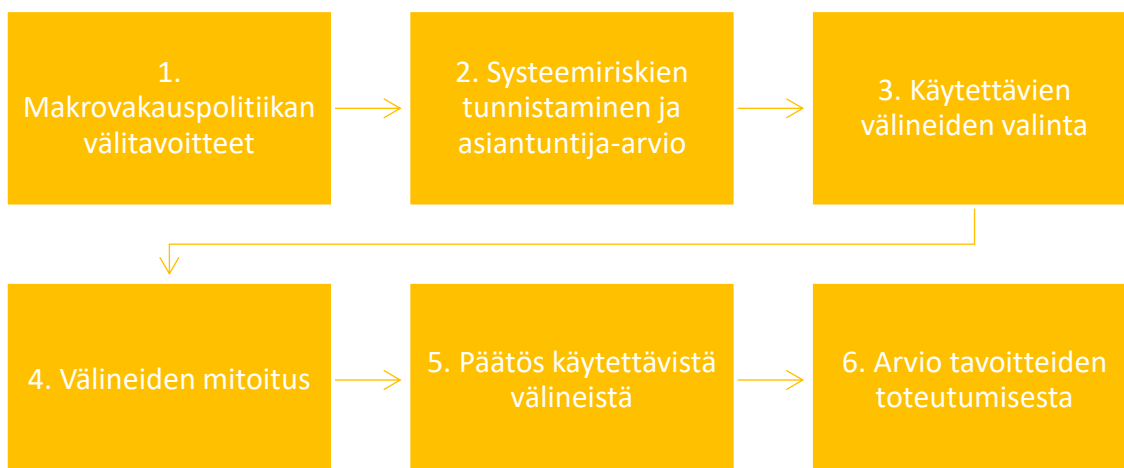 1.
Makrovakauspolitiikan
välitavoitteet
2. Systeemiriskien
tunnistaminen ja
asiantuntija-arvio
3. Käytettävien
välineiden valinta
4. Välineiden mitoitus
5. Päätös käytettävistä
välineistä
6. Arvio tavoitteiden
toteutumisesta